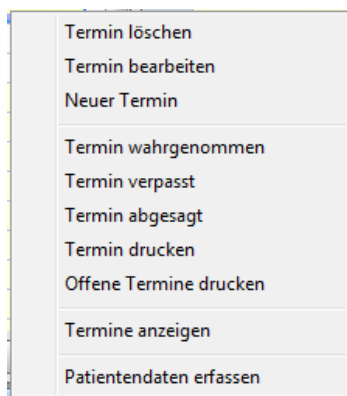 Termin löschen
Termin bearbeiten
Neuer Termin
Termin wahrgenommen
Termin verpasst
Termin abgesagt
Termin drucken
Offene Termine drucken
Termine anzeigen
Patientendaten erfassen